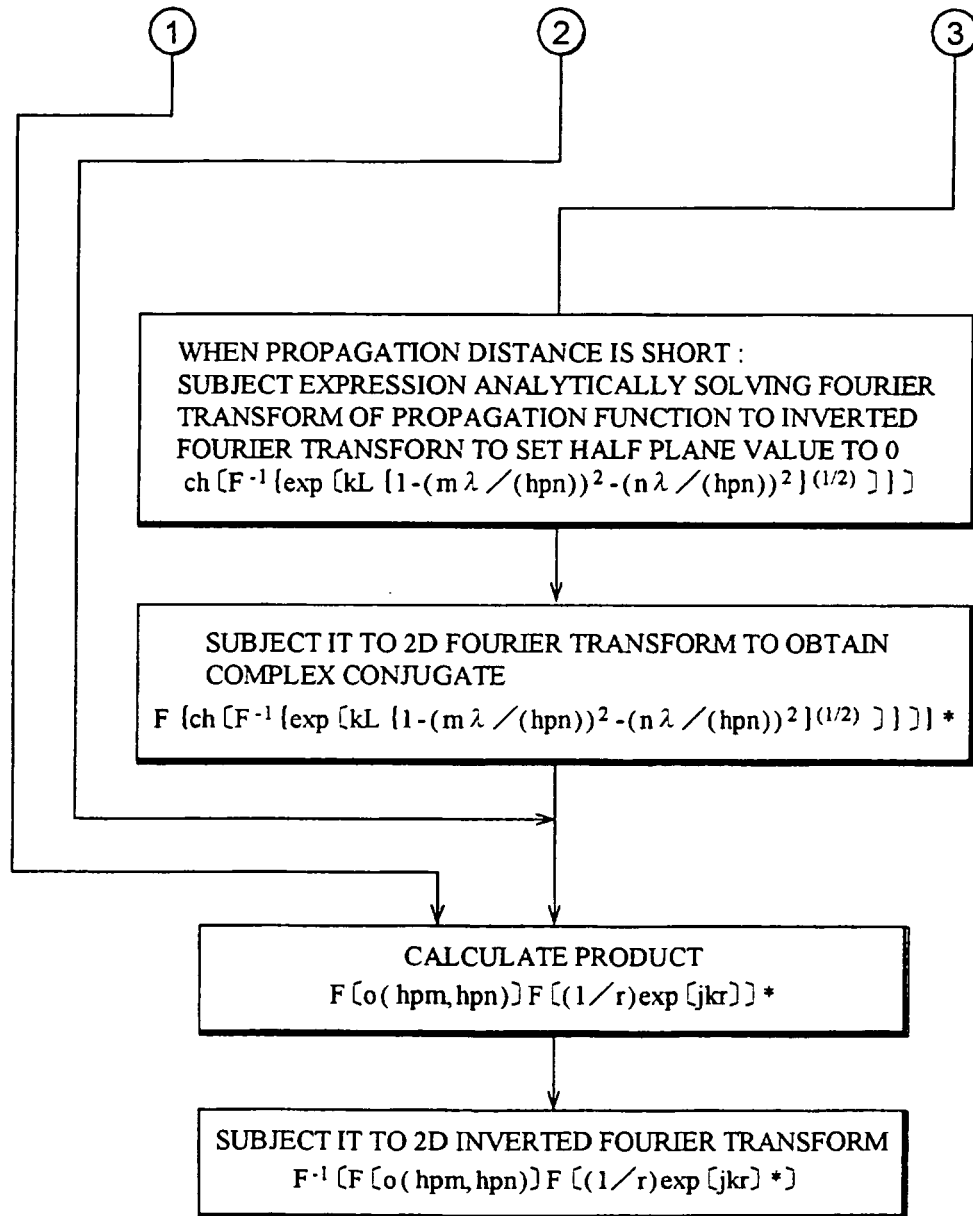 1 2 3
WHEN PROPAGATION DISTANCE IS SHORT :
SUBJECT EXPRESSION ANALYTICALLY SOLVING FOURIER
TRANSFORM OF PROPAGATION FUNCTION TO INVERTED
FOURIER TRANSFORN TO SET HALF PLANE VALUE TO 0
ch〔F⁻¹{exp〔kL {1-(mλ/(hpn))²-(nλ/(hpn))²}⁽¹/²⁾〕}〕
SUBJECT IT TO 2D FOURIER TRANSFORM TO OBTAIN
COMPLEX CONJUGATE
F {ch〔F⁻¹{exp〔kL {1-(mλ/(hpn))²-(nλ/(hpn))²}⁽¹/²⁾〕}〕} *
CALCULATE PRODUCT
F〔o(hpm,hpn)〕F〔(1/r)exp〔jkr〕〕*
SUBJECT IT TO 2D INVERTED FOURIER TRANSFORM
F⁻¹〔F〔o(hpm,hpn)〕F〔(1/r)exp〔jkr〕*〕